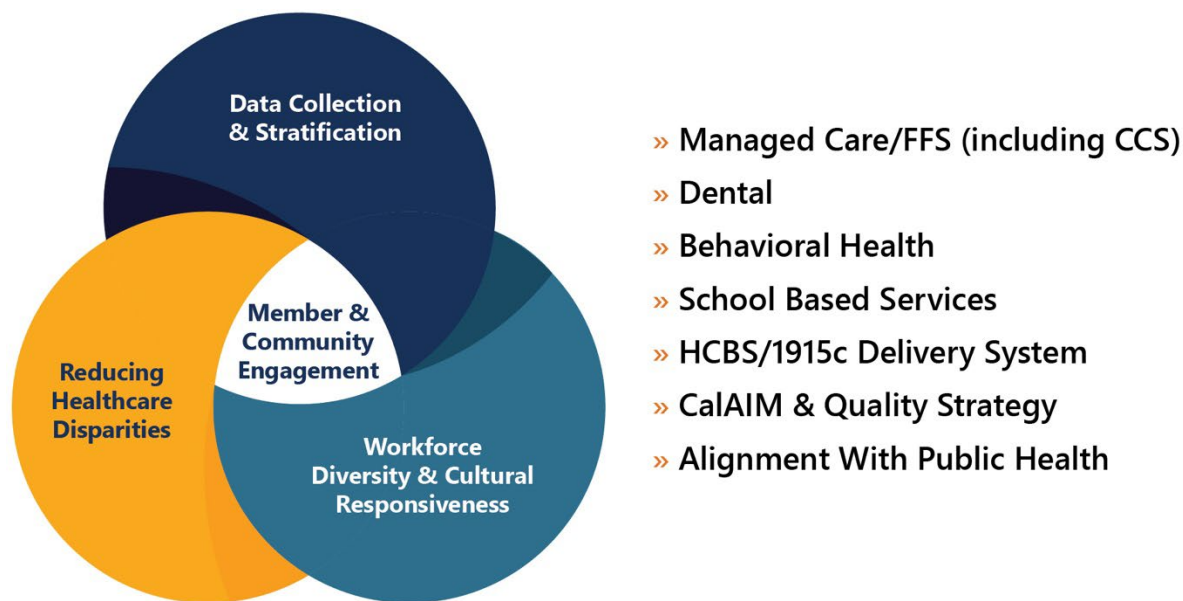 Data Collection
& Stratification
Member &
Community
Engagement
Reducing
Healthcare
Disparities
Workforce
Diversity & Cultural
Responsiveness
» Managed Care/FFS (including CCS)
» Dental
» Behavioral Health
» School Based Services
» HCBS/1915c Delivery System
» CalAIM & Quality Strategy
» Alignment With Public Health